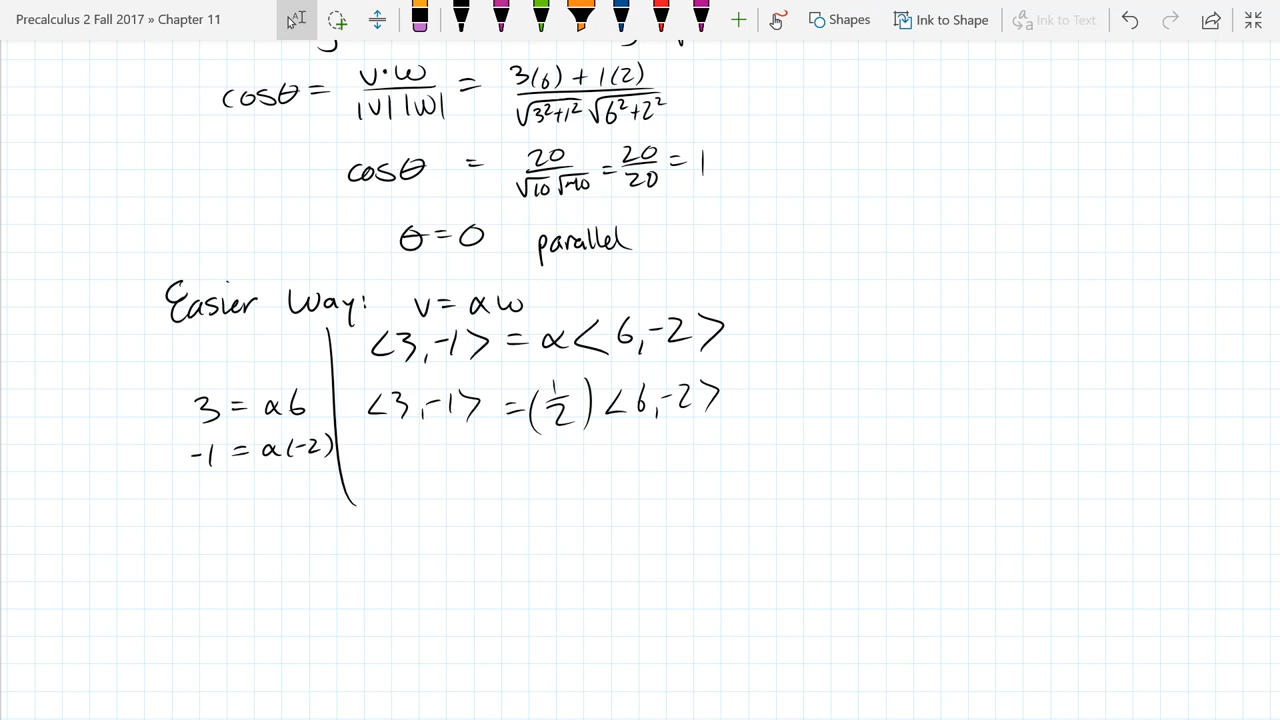 Precalculus 2 Fall 2017 » Chapter 11
Shapes
Ink to Shape
Ink to Text
cosθ = v·w / |v| |w| = 3(6) + 1(2) / √3²+1² √6²+2²
cosθ = 20 / √10 √40 = 20/20 = 1
θ = 0 parallel
Easier Way: v = αw
<3, -1> = α<6, -2>
3 = α6 <3, -1> = (1/2) <6, -2>
-1 = α(-2)